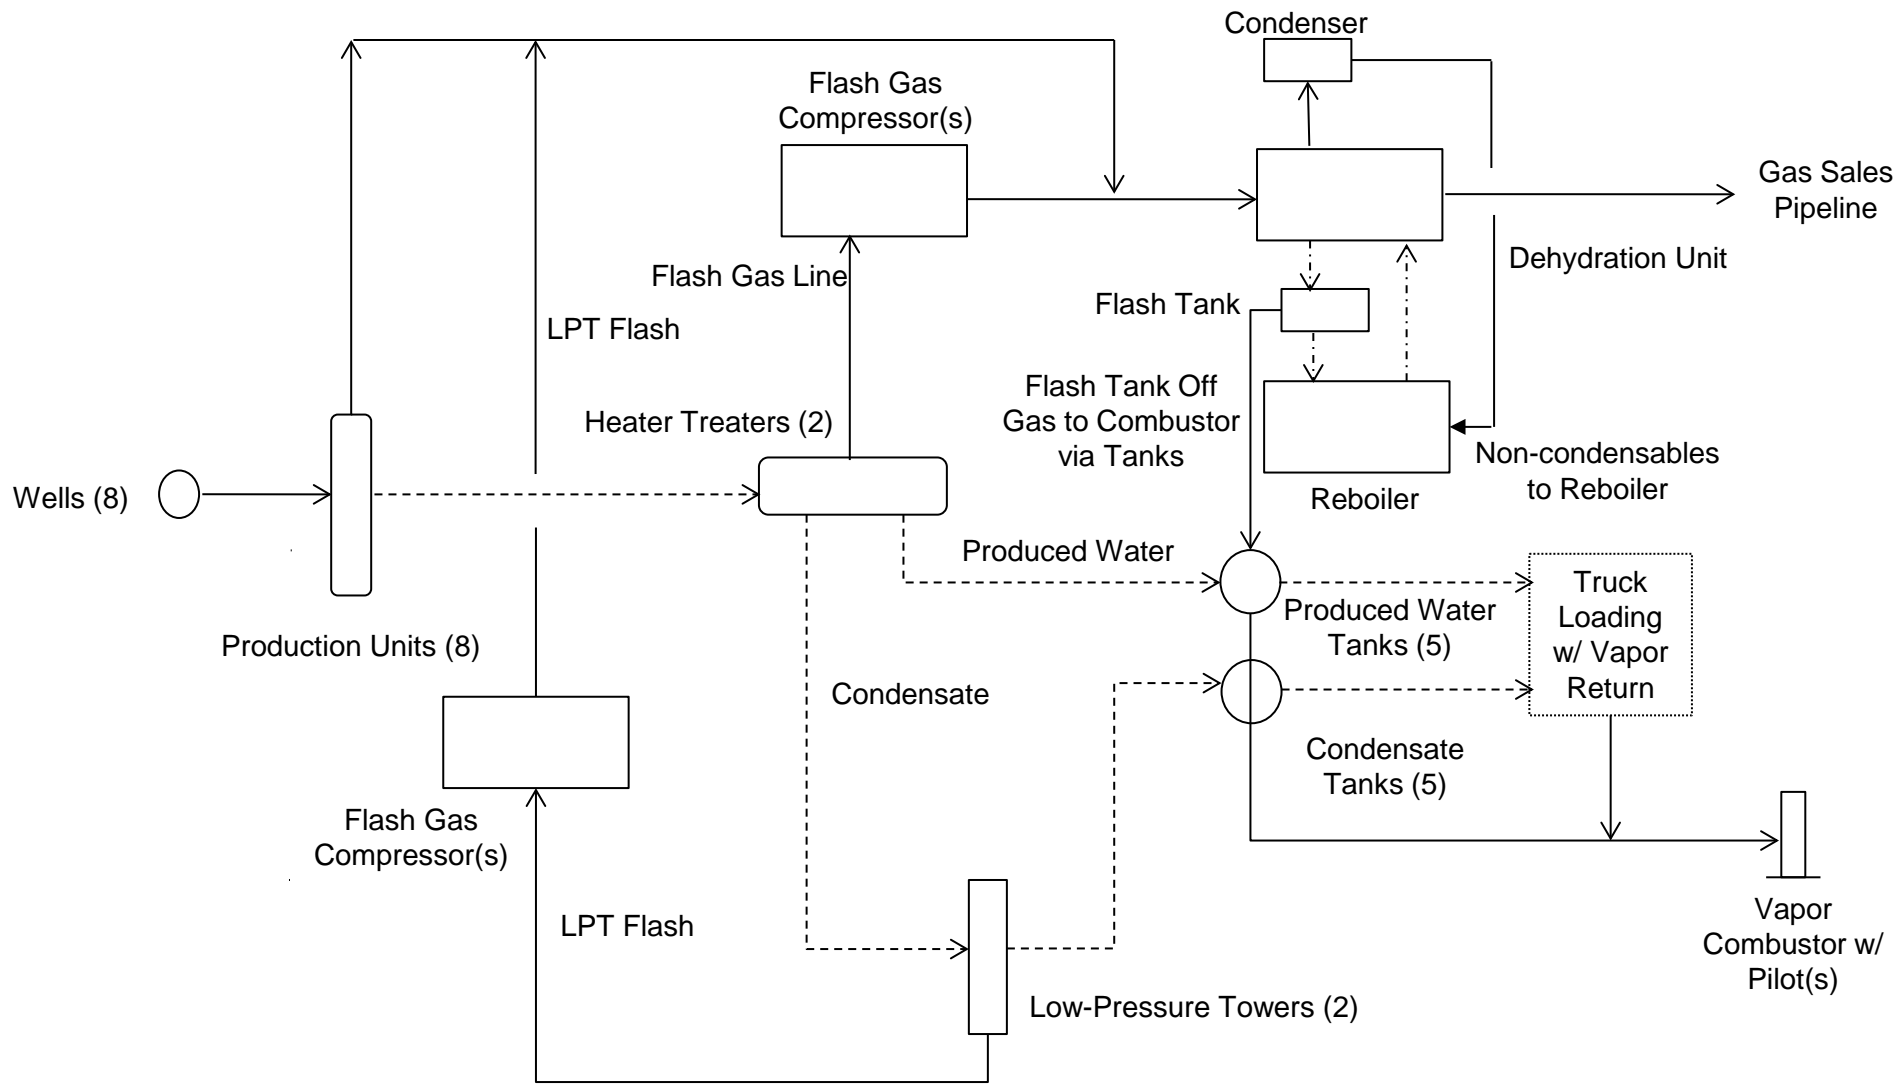 Condenser
Flash Gas
Compressor(s)
Gas Sales
Pipeline
Flash Gas Line
Dehydration Unit
Flash Tank
LPT Flash
Flash Tank Off
Gas to Combustor
via Tanks
Heater Treaters (2)
Non-condensables
to Reboiler
Wells (8)
Reboiler
Produced Water
Truck
Loading
w/ Vapor
Return
Produced Water
Tanks (5)
Production Units (8)
Condensate
Condensate
Tanks (5)
Flash Gas
Compressor(s)
LPT Flash
Vapor
Combustor w/
Pilot(s)
Low-Pressure Towers (2)